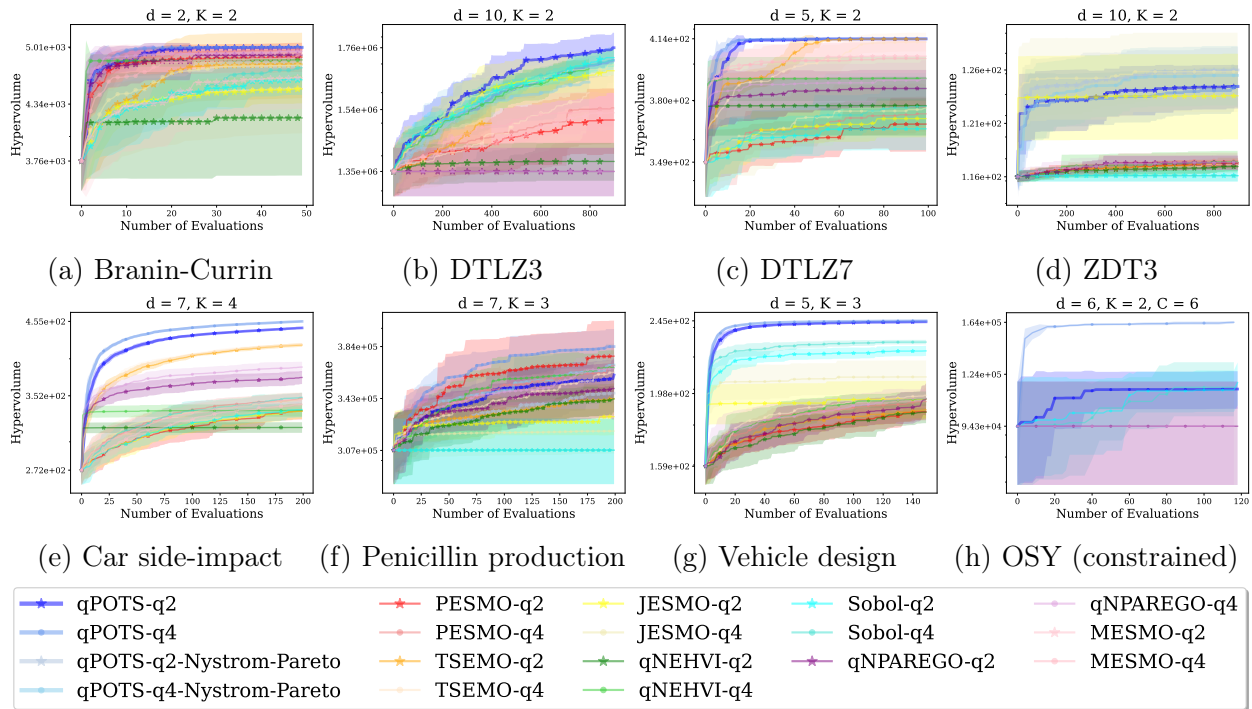 d = 2, K = 2
Hypervolume
5.01e+03
4.34e+03
3.76e+03
0 10 20 30 40 50
Number of Evaluations
(a) Branin-Currin
d = 10, K = 2
Hypervolume
1.76e+06
1.54e+06
1.35e+06
0 200 400 600 800
Number of Evaluations
(b) DTLZ3
d = 5, K = 2
Hypervolume
4.14e+02
3.80e+02
3.49e+02
0 20 40 60 80 100
Number of Evaluations
(c) DTLZ7
d = 10, K = 2
Hypervolume
1.26e+02
1.21e+02
1.16e+02
0 200 400 600 800
Number of Evaluations
(d) ZDT3
d = 7, K = 4
Hypervolume
4.55e+02
3.52e+02
2.72e+02
0 25 50 75 100 125 150 175 200
Number of Evaluations
(e) Car side-impact
d = 7, K = 3
Hypervolume
3.84e+05
3.43e+05
3.07e+05
0 25 50 75 100 125 150 175 200
Number of Evaluations
(f) Penicillin production
d = 5, K = 3
Hypervolume
2.45e+02
1.98e+02
1.59e+02
0 20 40 60 80 100 120 140
Number of Evaluations
(g) Vehicle design
d = 6, K = 2, C = 6
Hypervolume
1.64e+05
1.24e+05
9.43e+04
0 20 40 60 80 100 120
Number of Evaluations
(h) OSY (constrained)
qPOTS-q2
qPOTS-q4
qPOTS-q2-Nystrom-Pareto
qPOTS-q4-Nystrom-Pareto
PESMO-q2
PESMO-q4
TSEMO-q2
TSEMO-q4
JESMO-q2
JESMO-q4
qNEHVI-q2
qNEHVI-q4
Sobol-q2
Sobol-q4
qNPAREGO-q2
qNPAREGO-q4
MESMO-q2
MESMO-q4